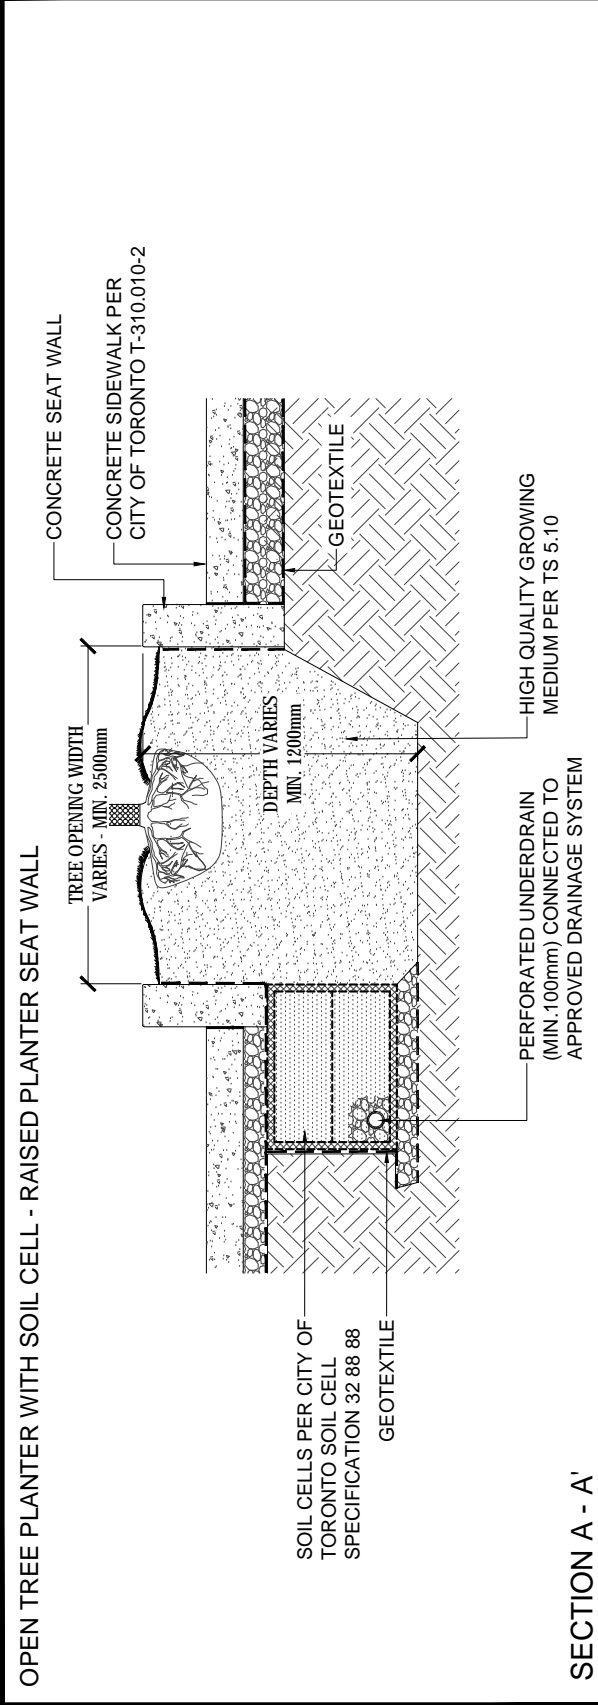 OPEN TREE PLANTER WITH SOIL CELL - RAISED PLANTER SEAT WALL
TREE OPENING WIDTH
VARIES - MIN. 2500mm
CONCRETE SEAT WALL
CONCRETE SIDEWALK PER
CITY OF TORONTO T-310.010-2
DEPTH VARIES
MIN. 1200mm
GEOTEXTILE
SOIL CELLS PER CITY OF
TORONTO SOIL CELL
SPECIFICATION 32 88 88
GEOTEXTILE
PERFORATED UNDERDRAIN
(MIN.100mm) CONNECTED TO
APPROVED DRAINAGE SYSTEM
HIGH QUALITY GROWING
MEDIUM PER TS 5.10
SECTION A - A'